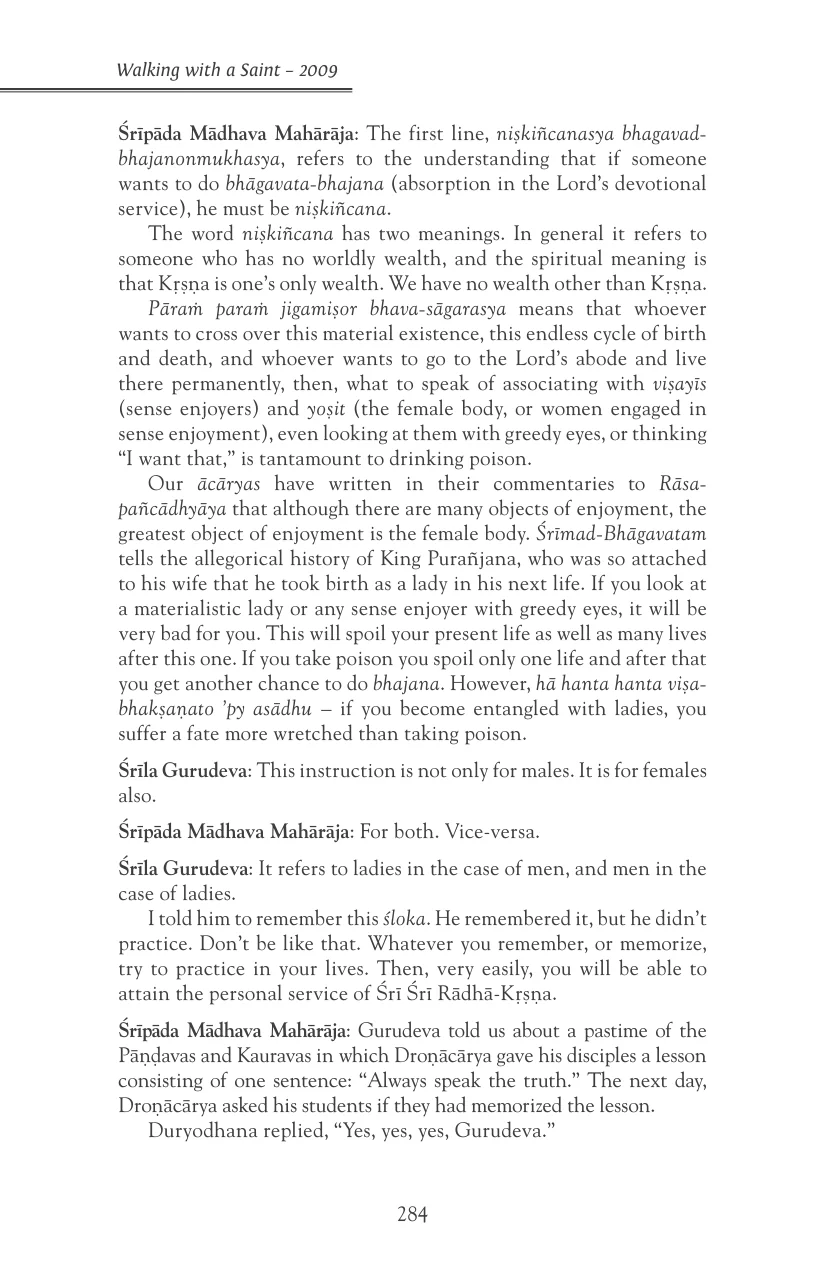 Walking with a Saint – 2009
Śrīpāda Mādhava Mahārāja: The first line, niṣkiñcanasya bhagavad-
bhajanonmukhasya, refers to the understanding that if someone
wants to do bhāgavata-bhajana (absorption in the Lord's devotional
service), he must be niṣkiñcana.
The word niṣkiñcana has two meanings. In general it refers to
someone who has no worldly wealth, and the spiritual meaning is
that Kṛṣṇa is one's only wealth. We have no wealth other than Kṛṣṇa.
Pāraṁ paraṁ jigamiṣor bhava-sāgarasya means that whoever
wants to cross over this material existence, this endless cycle of birth
and death, and whoever wants to go to the Lord's abode and live
there permanently, then, what to speak of associating with viṣayīs
(sense enjoyers) and yoṣit (the female body, or women engaged in
sense enjoyment), even looking at them with greedy eyes, or thinking
“I want that,” is tantamount to drinking poison.
Our ācāryas have written in their commentaries to Rāsa-
pañcādhyāya that although there are many objects of enjoyment, the
greatest object of enjoyment is the female body. Śrīmad-Bhāgavatam
tells the allegorical history of King Purañjana, who was so attached
to his wife that he took birth as a lady in his next life. If you look at
a materialistic lady or any sense enjoyer with greedy eyes, it will be
very bad for you. This will spoil your present life as well as many lives
after this one. If you take poison you spoil only one life and after that
you get another chance to do bhajana. However, hā hanta hanta viṣa-
bhakṣaṇato 'py asādhu – if you become entangled with ladies, you
suffer a fate more wretched than taking poison.
Śrīla Gurudeva: This instruction is not only for males. It is for females
also.
Śrīpāda Mādhava Mahārāja: For both. Vice-versa.
Śrīla Gurudeva: It refers to ladies in the case of men, and men in the
case of ladies.
I told him to remember this śloka. He remembered it, but he didn't
practice. Don't be like that. Whatever you remember, or memorize,
try to practice in your lives. Then, very easily, you will be able to
attain the personal service of Śrī Śrī Rādhā-Kṛṣṇa.
Śrīpāda Mādhava Mahārāja: Gurudeva told us about a pastime of the
Pāṇḍavas and Kauravas in which Droṇācārya gave his disciples a lesson
consisting of one sentence: “Always speak the truth.” The next day,
Droṇācārya asked his students if they had memorized the lesson.
Duryodhana replied, “Yes, yes, yes, Gurudeva.”
284